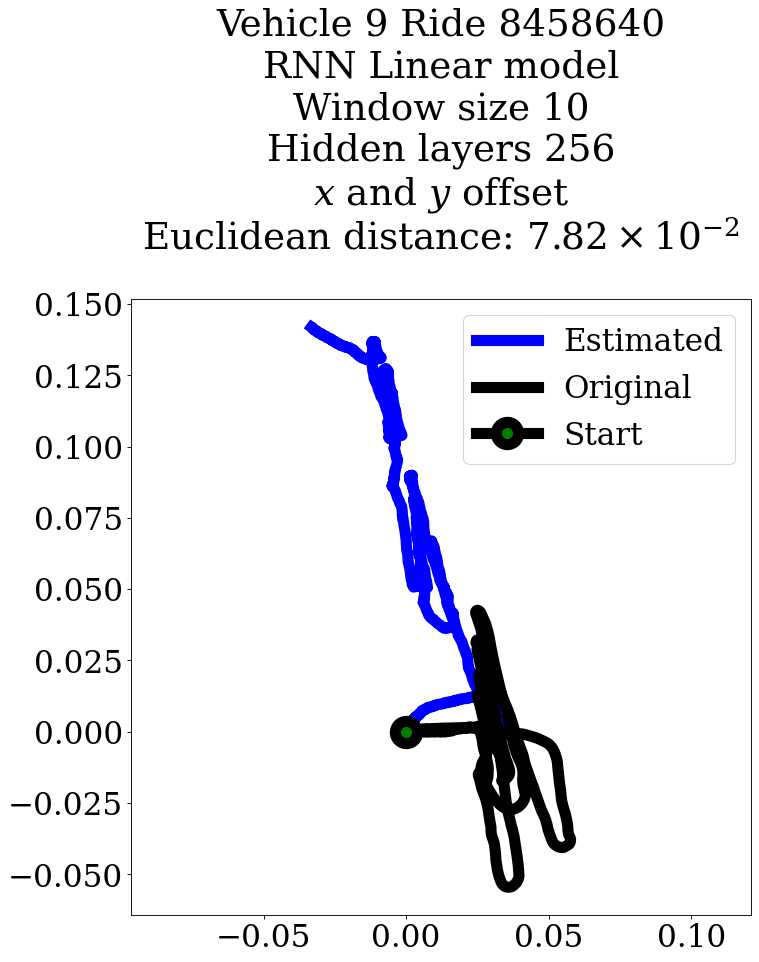 Vehicle 9 Ride 8458640
RNN Linear model
Window size 10
Hidden layers 256
x and y offset
Euclidean distance: 7.82 × 10⁻²
0.150
0.125
0.100
0.075
0.050
0.025
0.000
−0.025
−0.050
Estimated
Original
Start
−0.05
0.00
0.05
0.10